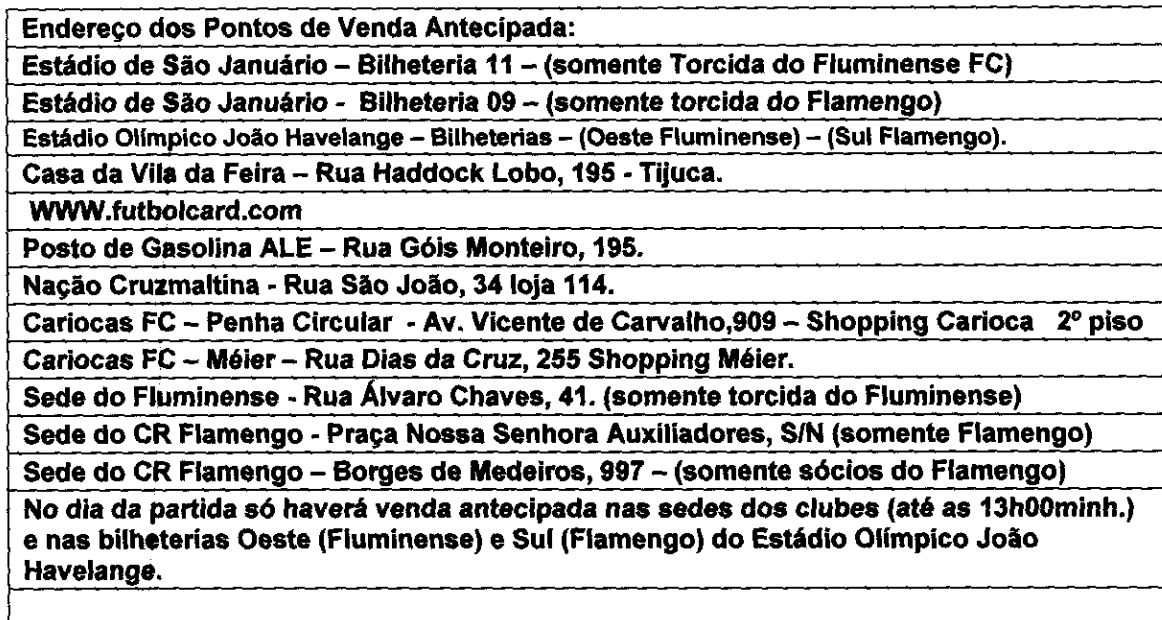 Endereço dos Pontos de Venda Antecipada:
Estádio de São Januário – Bilheteria 11 – (somente Torcida do Fluminense FC)
Estádio de São Januário - Bilheteria 09 – (somente torcida do Flamengo)
Estádio Olímpico João Havelange – Bilheterias – (Oeste Fluminense) – (Sul Flamengo).
Casa da Vila da Feira – Rua Haddock Lobo, 195 - Tijuca.
WWW.futbolcard.com
Posto de Gasolina ALE – Rua Góis Monteiro, 195.
Nação Cruzmaltina - Rua São João, 34 loja 114.
Cariocas FC – Penha Circular - Av. Vicente de Carvalho,909 – Shopping Carioca 2º piso
Cariocas FC – Méier – Rua Dias da Cruz, 255 Shopping Méier.
Sede do Fluminense - Rua Álvaro Chaves, 41. (somente torcida do Fluminense)
Sede do CR Flamengo - Praça Nossa Senhora Auxiliadores, S/N (somente Flamengo)
Sede do CR Flamengo – Borges de Medeiros, 997 – (somente sócios do Flamengo)
No dia da partida só haverá venda antecipada nas sedes dos clubes (até as 13h00minh.)
e nas bilheterias Oeste (Fluminense) e Sul (Flamengo) do Estádio Olímpico João
Havelange.